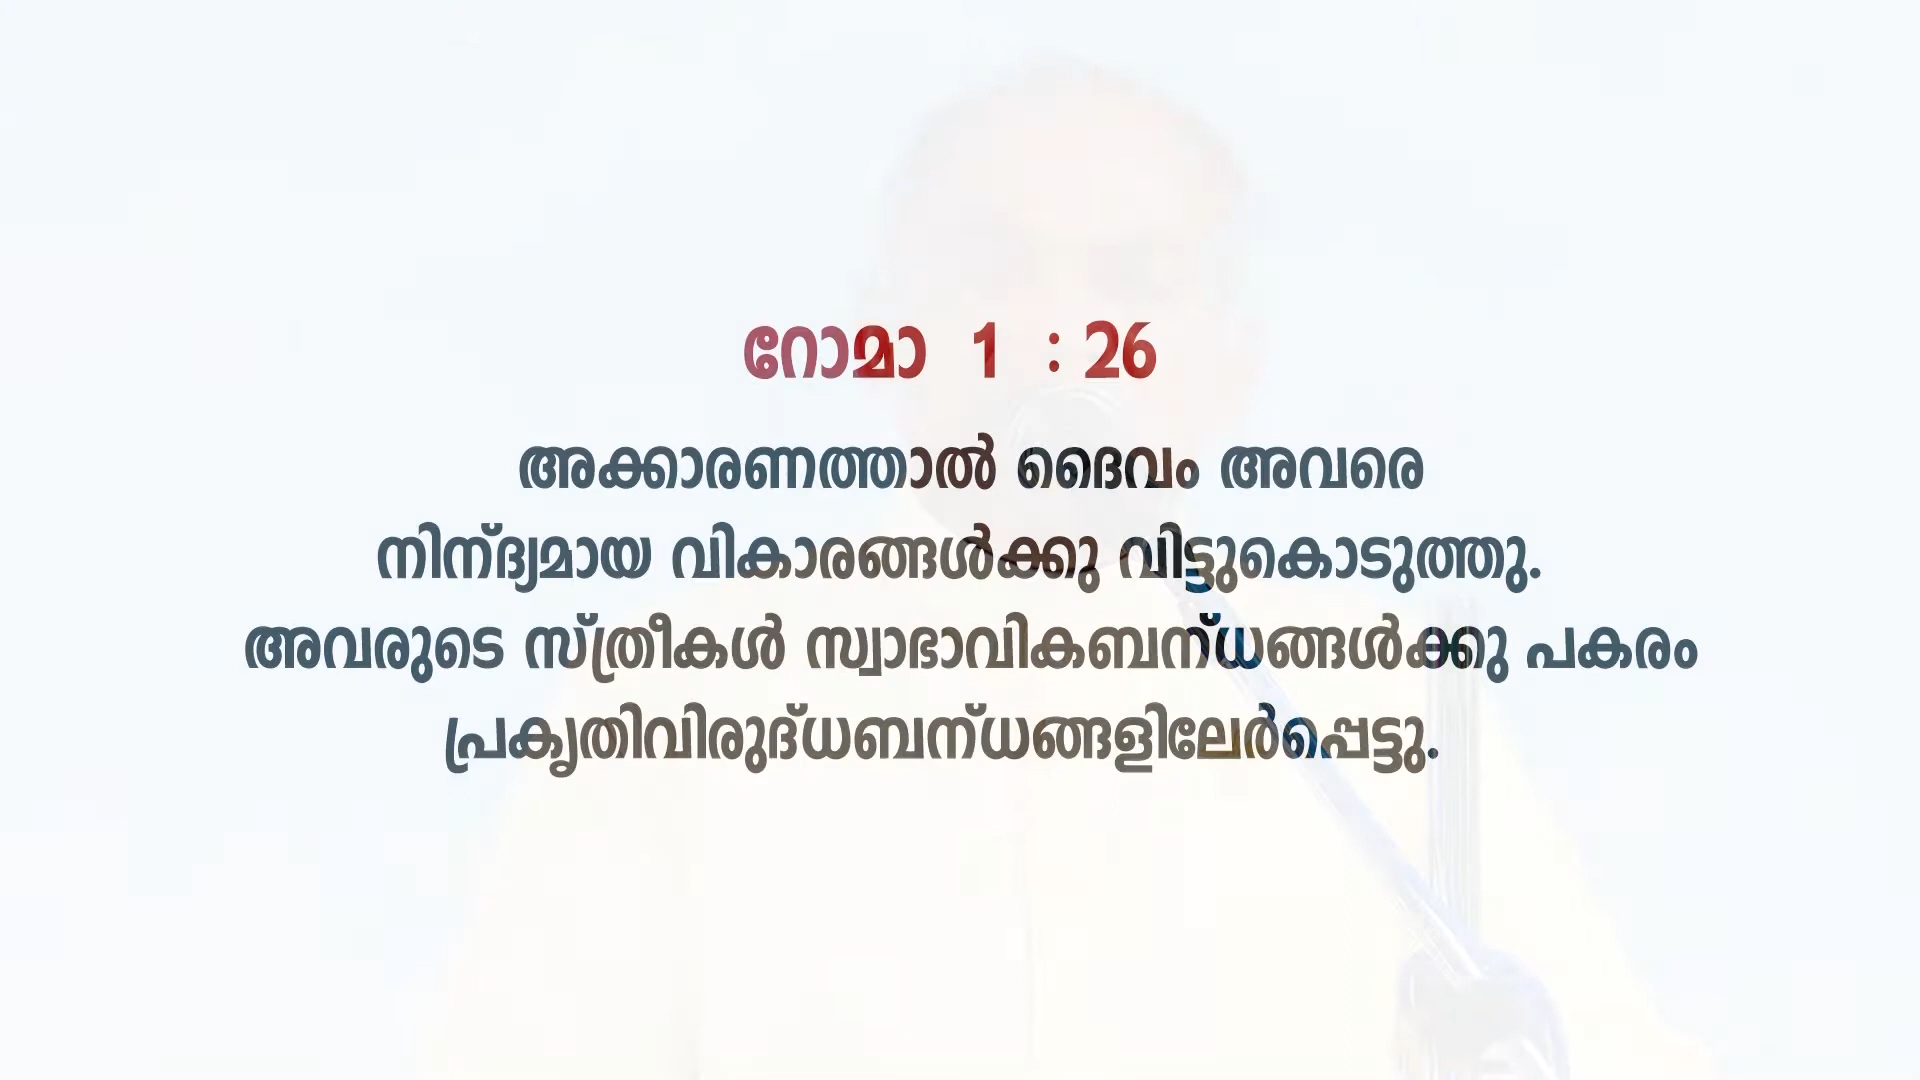 റോമാ 1 : 26
അക്കാരണത്താൽ ദൈവം അവരെ
നിന്ദ്യമായ വികാരങ്ങൾക്കു വിട്ടുകൊടുത്തു.
അവരുടെ സ്ത്രീകൾ സ്വാഭാവികബന്ധങ്ങൾക്കു പകരം
പ്രകൃതിവിരുദ്ധബന്ധങ്ങളിലേർപ്പെട്ടു.